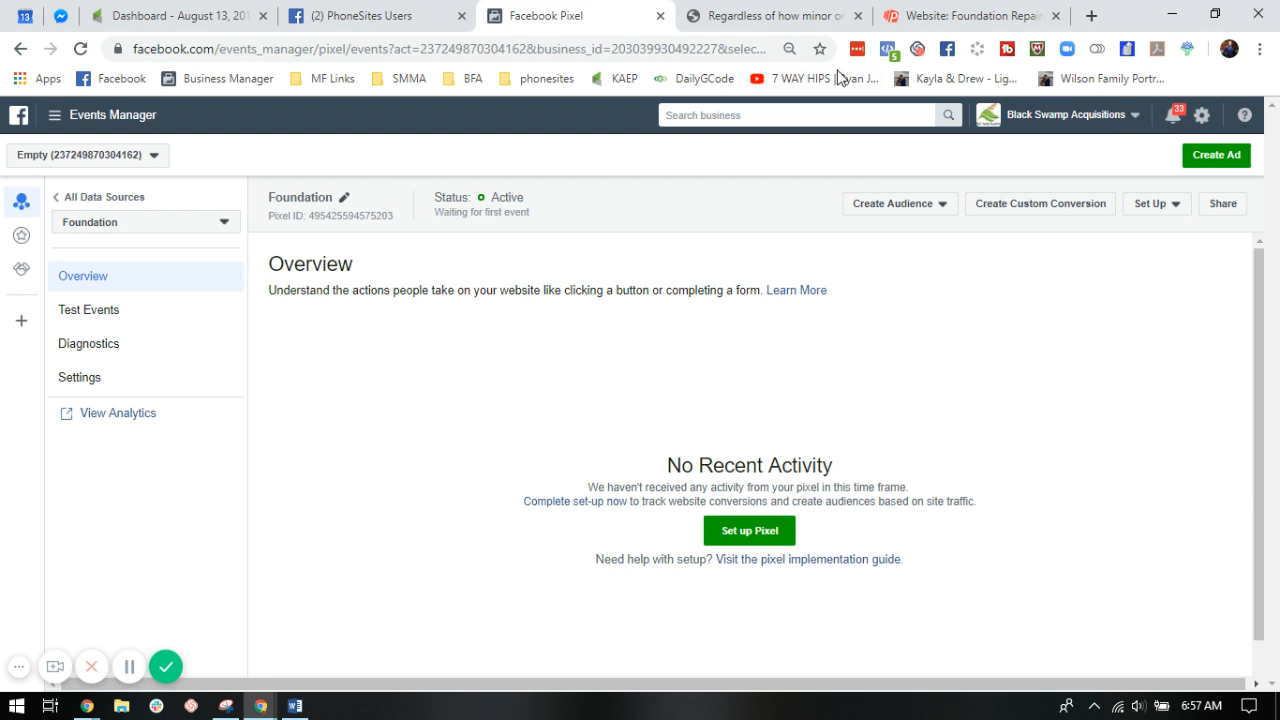 13
Dashboard - August 13, 201
(2) PhoneSites Users
Facebook Pixel
Regardless of how minor o
Website: Foundation Repair
facebook.com/events_manager/pixel/events?act=237249870304162&business_id=203039930492227&selec...
Apps
Facebook
Business Manager
MF Links
SMMA
BFA
phonesites
KAEP
DailyGCode
7 WAY HIPS
yan J...
Kayla & Drew - Lig...
Wilson Family Portr...
Events Manager
Search business
Black Swamp Acquisitions
33
Empty (237249870304162)
Create Ad
All Data Sources
Foundation
Foundation
Pixel ID: 495425594575203
Status: Active
Waiting for first event
Create Audience
Create Custom Conversion
Set Up
Share
Overview
Test Events
Diagnostics
Settings
View Analytics
Overview
Understand the actions people take on your website like clicking a button or completing a form. Learn More
No Recent Activity
We haven't received any activity from your pixel in this time frame.
Complete set-up now to track website conversions and create audiences based on site traffic.
Set up Pixel
Need help with setup? Visit the pixel implementation guide.
6:57 AM